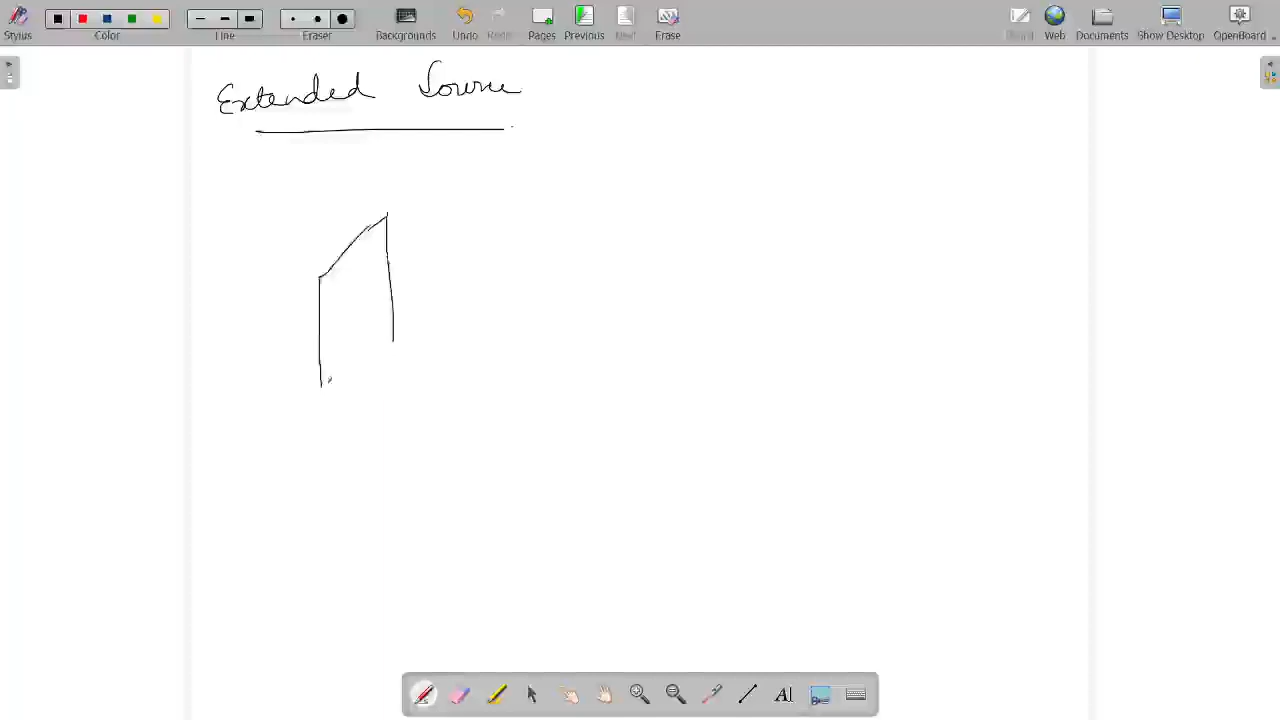 Stylus
Color
Line
Eraser
Backgrounds
Undo
Redo
Pages
Previous
Next
Erase
Board
Web
Documents
Show Desktop
OpenBoard
Extended Source